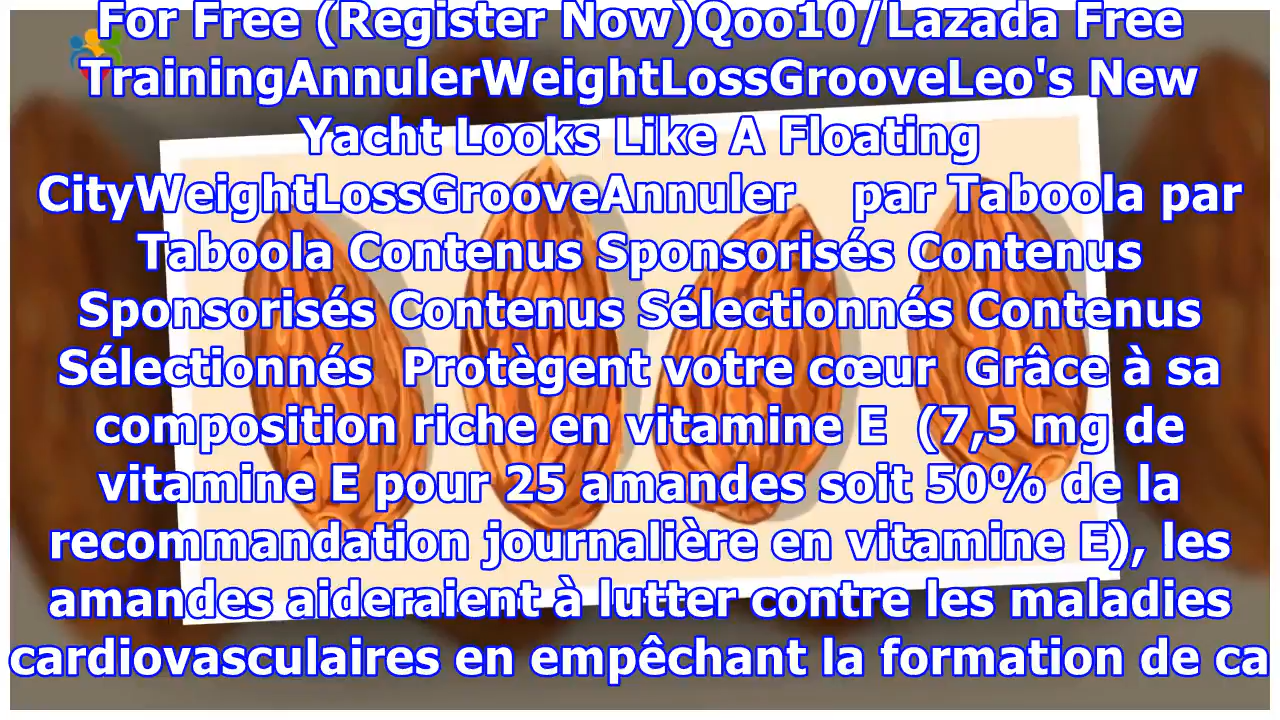 For Free (Register Now)Qoo10/Lazada Free
TrainingAnnulerWeightLossGrooveLeo's New
Yacht Looks Like A Floating
CityWeightLossGrooveAnnuler    par Taboola par
Taboola Contenus Sponsorisés Contenus
Sponsorisés Contenus Sélectionnés Contenus
Sélectionnés  Protègent votre cœur  Grâce à sa
composition riche en vitamine E  (7,5 mg de
vitamine E pour 25 amandes soit 50% de la
recommandation journalière en vitamine E), les
amandes aideraient à lutter contre les maladies
cardiovasculaires en empêchant la formation de ca